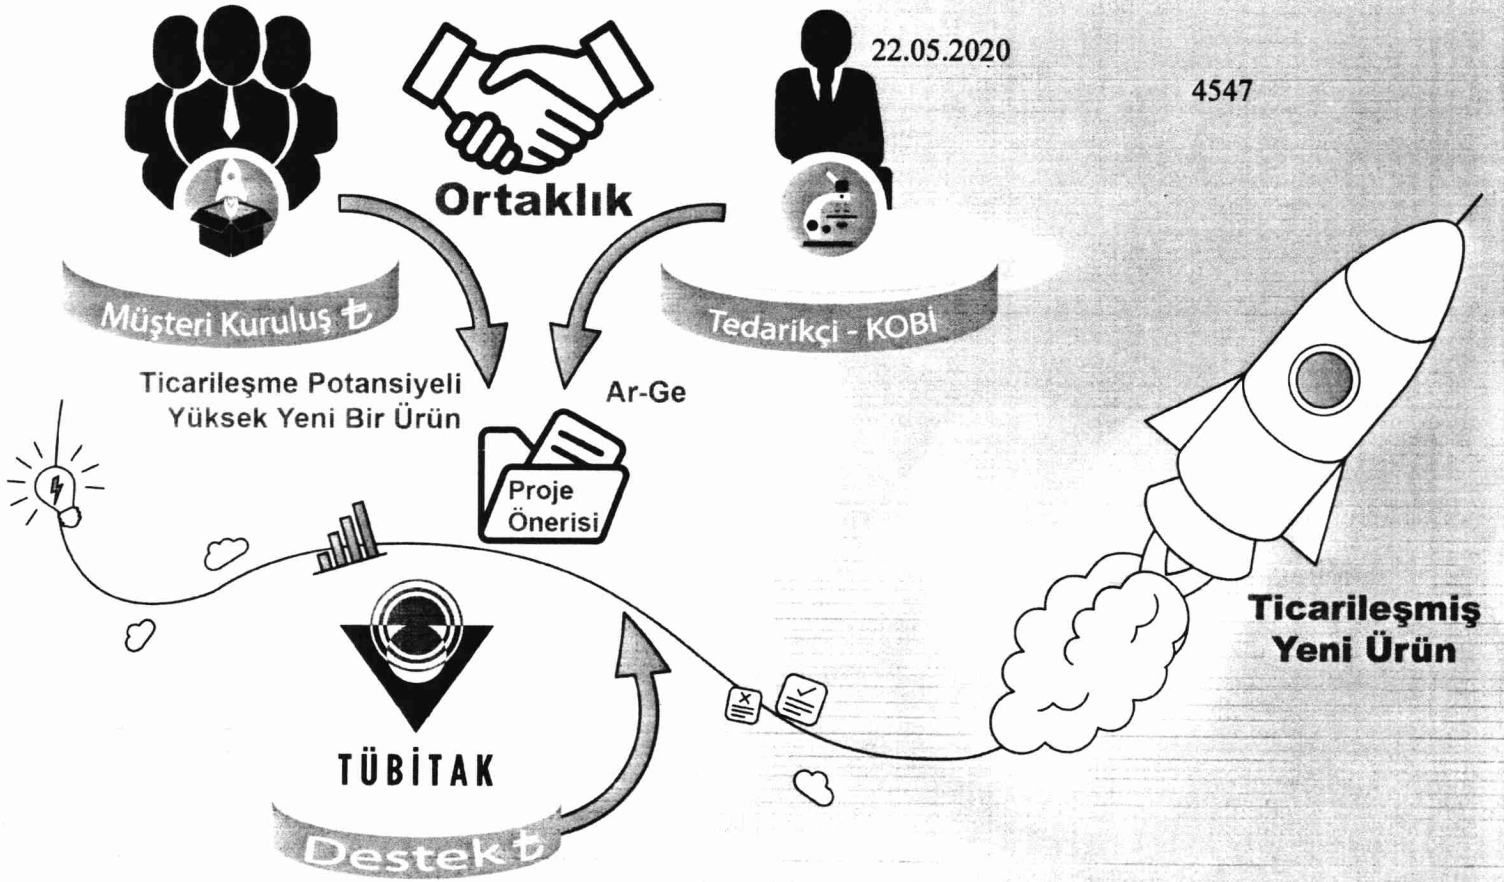 22.05.2020
4547
Ortaklık
Müşteri Kuruluş ₺
Tedarikçi - KOBİ
Ticarileşme Potansiyeli
Yüksek Yeni Bir Ürün
Ar-Ge
Proje
Önerisi
Ticarileşmiş
Yeni Ürün
TÜBİTAK
Destek ₺